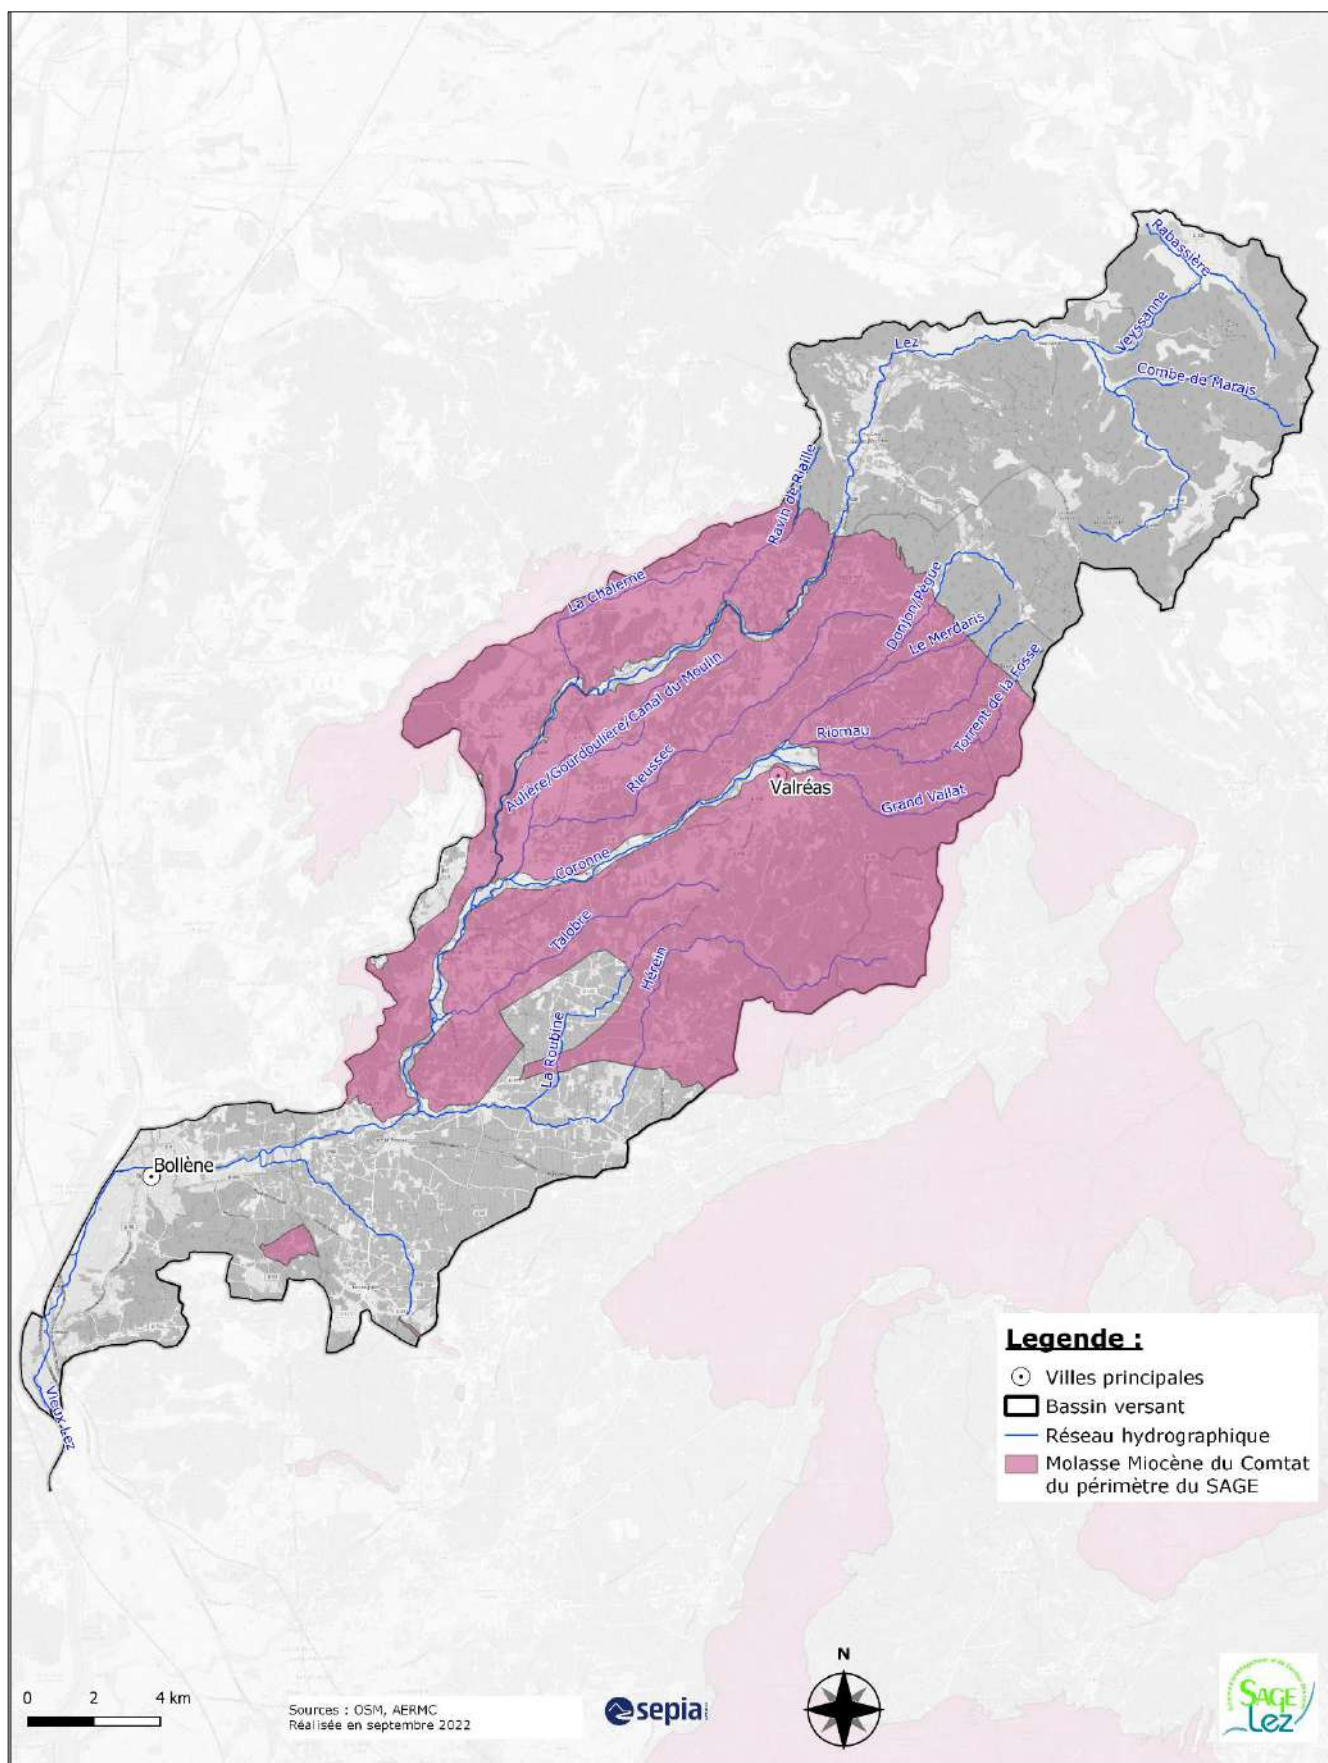 Rabassière
Veyssanne
Lez
Combe de Marais
Ravin de Riaille
La Chalerne
Donjon/Pègue
Le Merdaris
Aulière/Gourdoulière/Canal du Moulin
Torrent de la Fosse
Riomau
Rieussec
Valréas
Grand Vallat
Coronne
Talobre
Hérein
La Roubine
Bollène
Vieux Lez
Legende :
Villes principales
Bassin versant
Réseau hydrographique
Molasse Miocène du Comtat
du périmètre du SAGE
N
0 2 4 km
Sources : OSM, AERMC
Réalisée en septembre 2022
sepia
SAGE
Lez